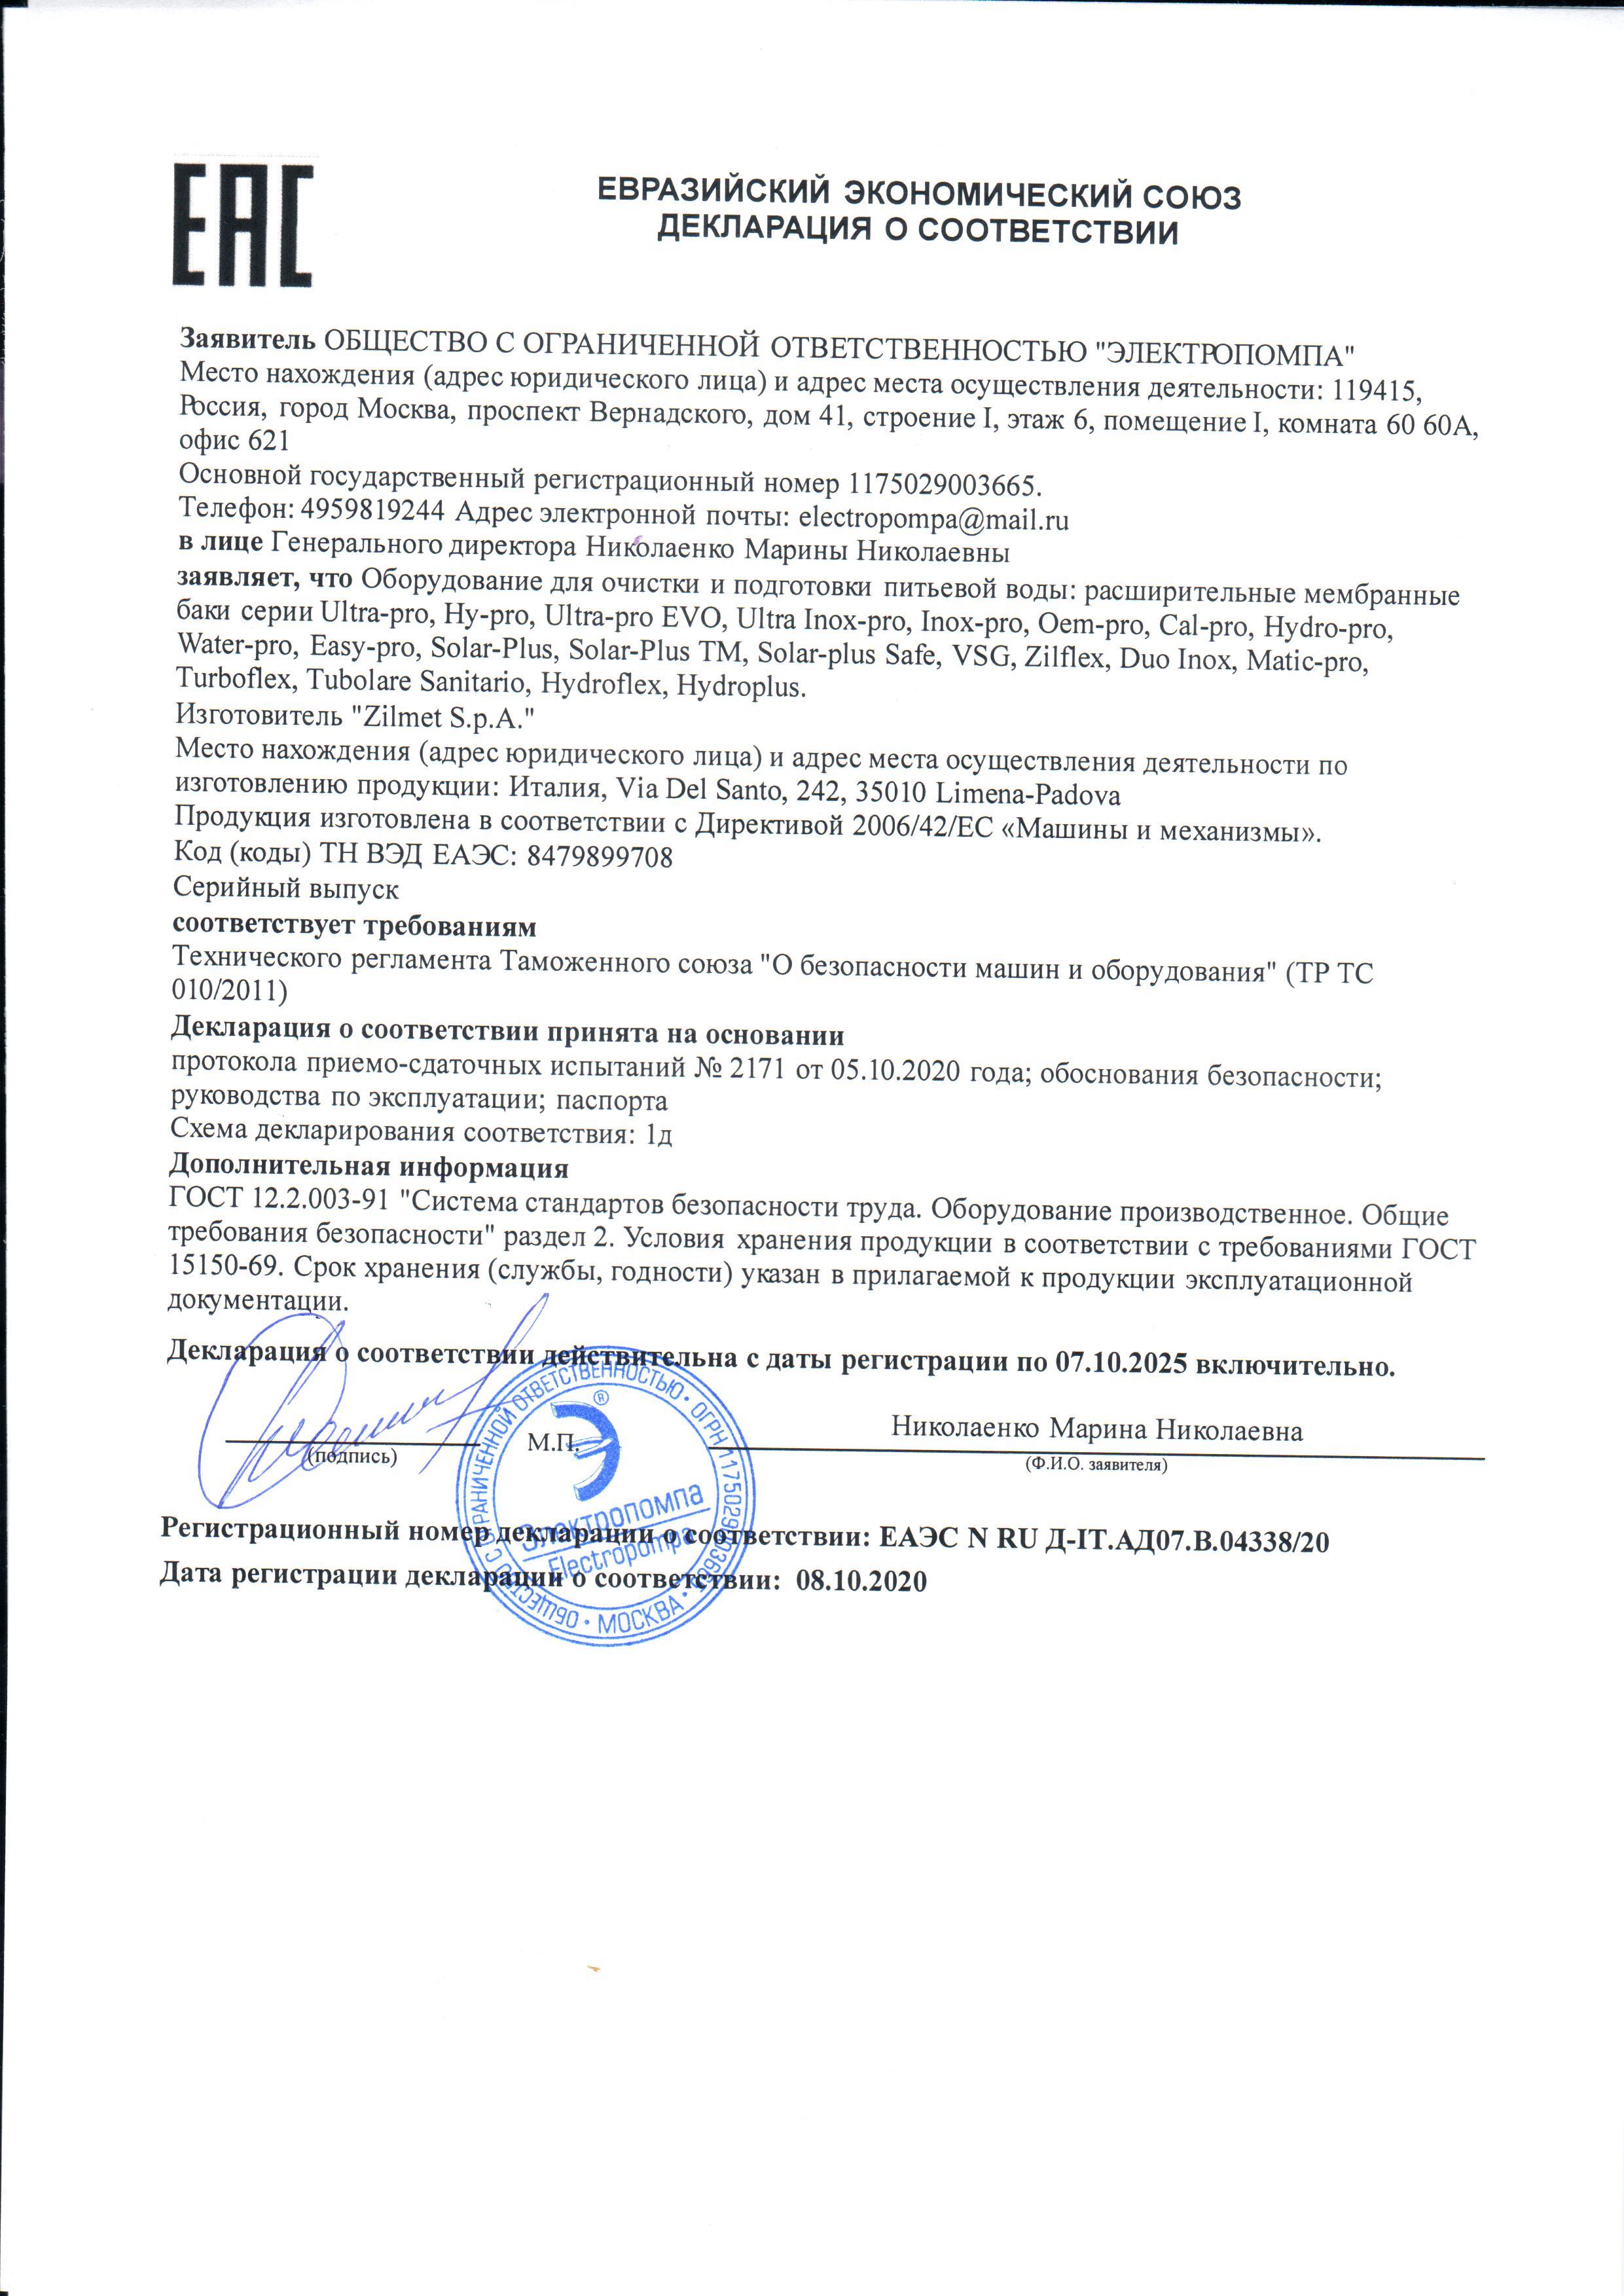 EAC
ЕВРАЗИЙСКИЙ ЭКОНОМИЧЕСКИЙ СОЮЗ
ДЕКЛАРАЦИЯ О СООТВЕТСТВИИ
Заявитель ОБЩЕСТВО С ОГРАНИЧЕННОЙ ОТВЕТСТВЕННОСТЬЮ "ЭЛЕКТРОПОМПА"
Место нахождения (адрес юридического лица) и адрес места осуществления деятельности: 119415,
Россия, город Москва, проспект Вернадского, дом 41, строение I, этаж 6, помещение I, комната 60 60А,
офис 621
Основной государственный регистрационный номер 1175029003665.
Телефон: 4959819244 Адрес электронной почты: electropompa@mail.ru
в лице Генерального директора Николаенко Марины Николаевны
заявляет, что Оборудование для очистки и подготовки питьевой воды: расширительные мембранные
баки серии Ultra-pro, Hy-pro, Ultra-pro EVO, Ultra Inox-pro, Inox-pro, Oem-pro, Cal-pro, Hydro-pro,
Water-pro, Easy-pro, Solar-Plus, Solar-Plus TM, Solar-plus Safe, VSG, Zilflex, Duo Inox, Matic-pro,
Turboflex, Tubolare Sanitario, Hydroflex, Hydroplus.
Изготовитель "Zilmet S.p.A."
Место нахождения (адрес юридического лица) и адрес места осуществления деятельности по
изготовлению продукции: Италия, Via Del Santo, 242, 35010 Limena-Padova
Продукция изготовлена в соответствии с Директивой 2006/42/ЕС «Машины и механизмы».
Код (коды) ТН ВЭД ЕАЭС: 8479899708
Серийный выпуск
соответствует требованиям
Технического регламента Таможенного союза "О безопасности машин и оборудования" (ТР ТС
010/2011)
Декларация о соответствии принята на основании
протокола приемо-сдаточных испытаний № 2171 от 05.10.2020 года; обоснования безопасности;
руководства по эксплуатации; паспорта
Схема декларирования соответствия: 1д
Дополнительная информация
ГОСТ 12.2.003-91 "Система стандартов безопасности труда. Оборудование производственное. Общие
требования безопасности" раздел 2. Условия хранения продукции в соответствии с требованиями ГОСТ
15150-69. Срок хранения (службы, годности) указан в прилагаемой к продукции эксплуатационной
документации.
Декларация о соответствии действительна с даты регистрации по 07.10.2025 включительно.
Николаенко Марина Николаевна
(подпись) М.П. (Ф.И.О. заявителя)
ОБЩЕСТВО С ОГРАНИЧЕННОЙ ОТВЕТСТВЕННОСТЬЮ • ОГРН 1175029003665 • МОСКВА •
®
Электропомпа
Electropompa
Регистрационный номер декларации о соответствии: ЕАЭС N RU Д-IT.АД07.В.04338/20
Дата регистрации декларации о соответствии: 08.10.2020